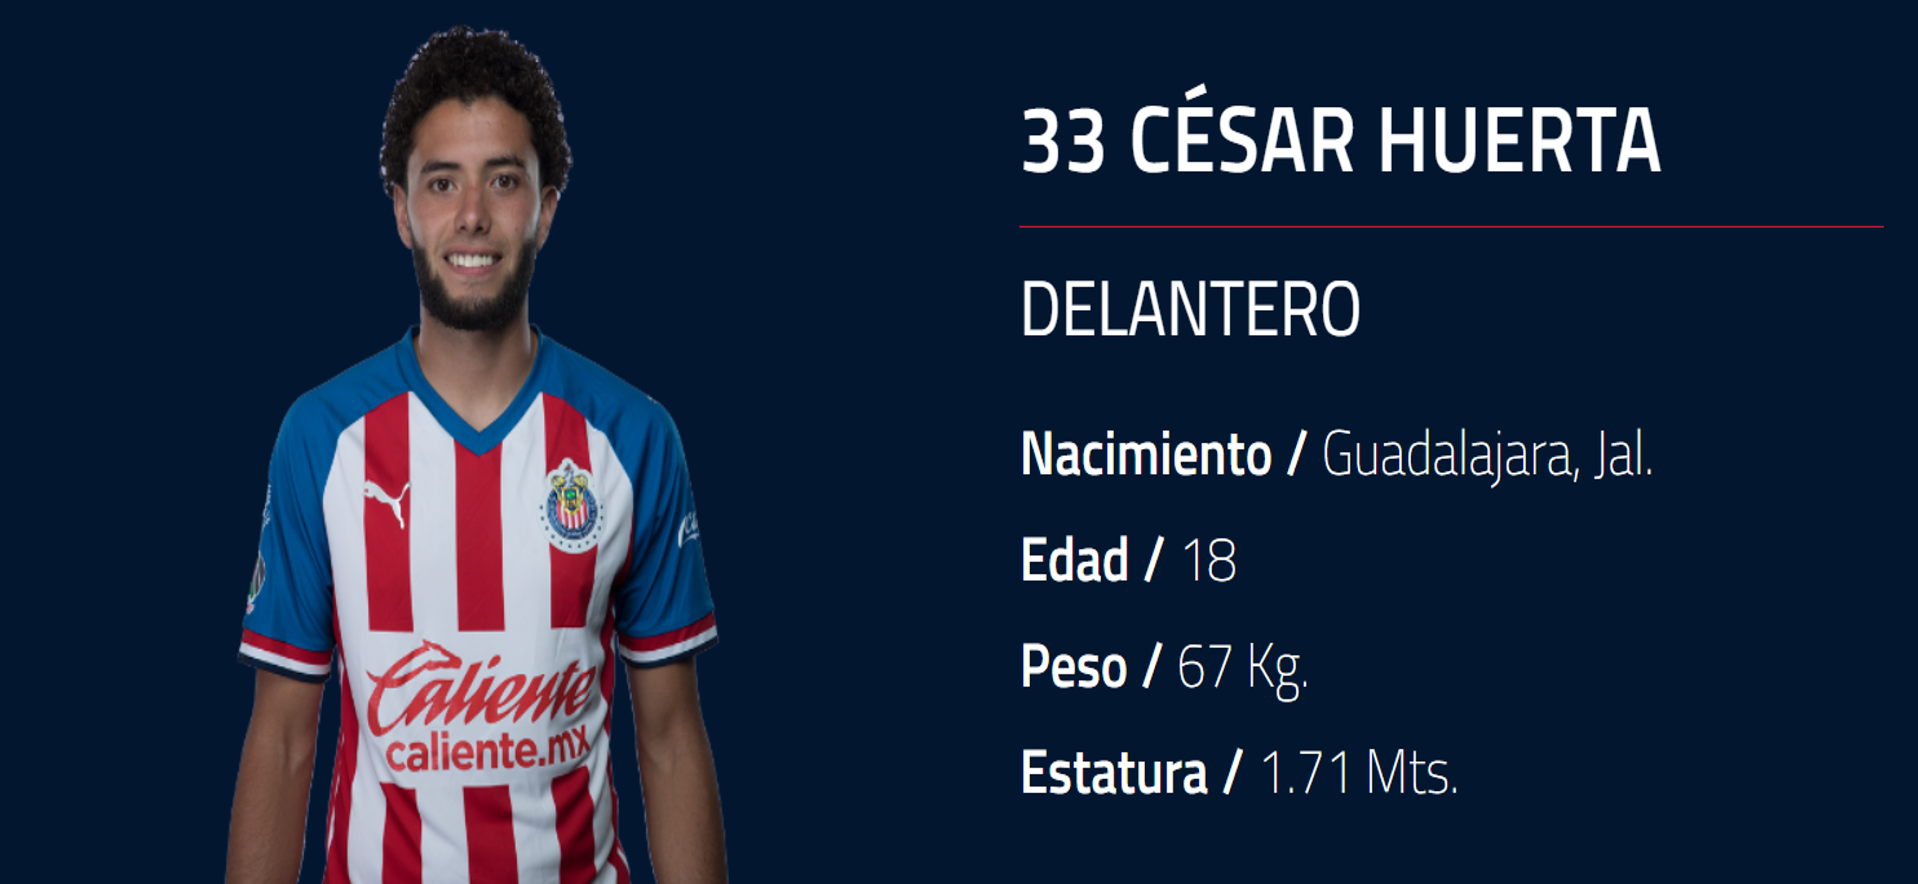 33 CÉSAR HUERTA
DELANTERO
Nacimiento / Guadalajara, Jal.
Edad / 18
Peso / 67 Kg.
Estatura / 1.71 Mts.
Caliente
caliente.mx